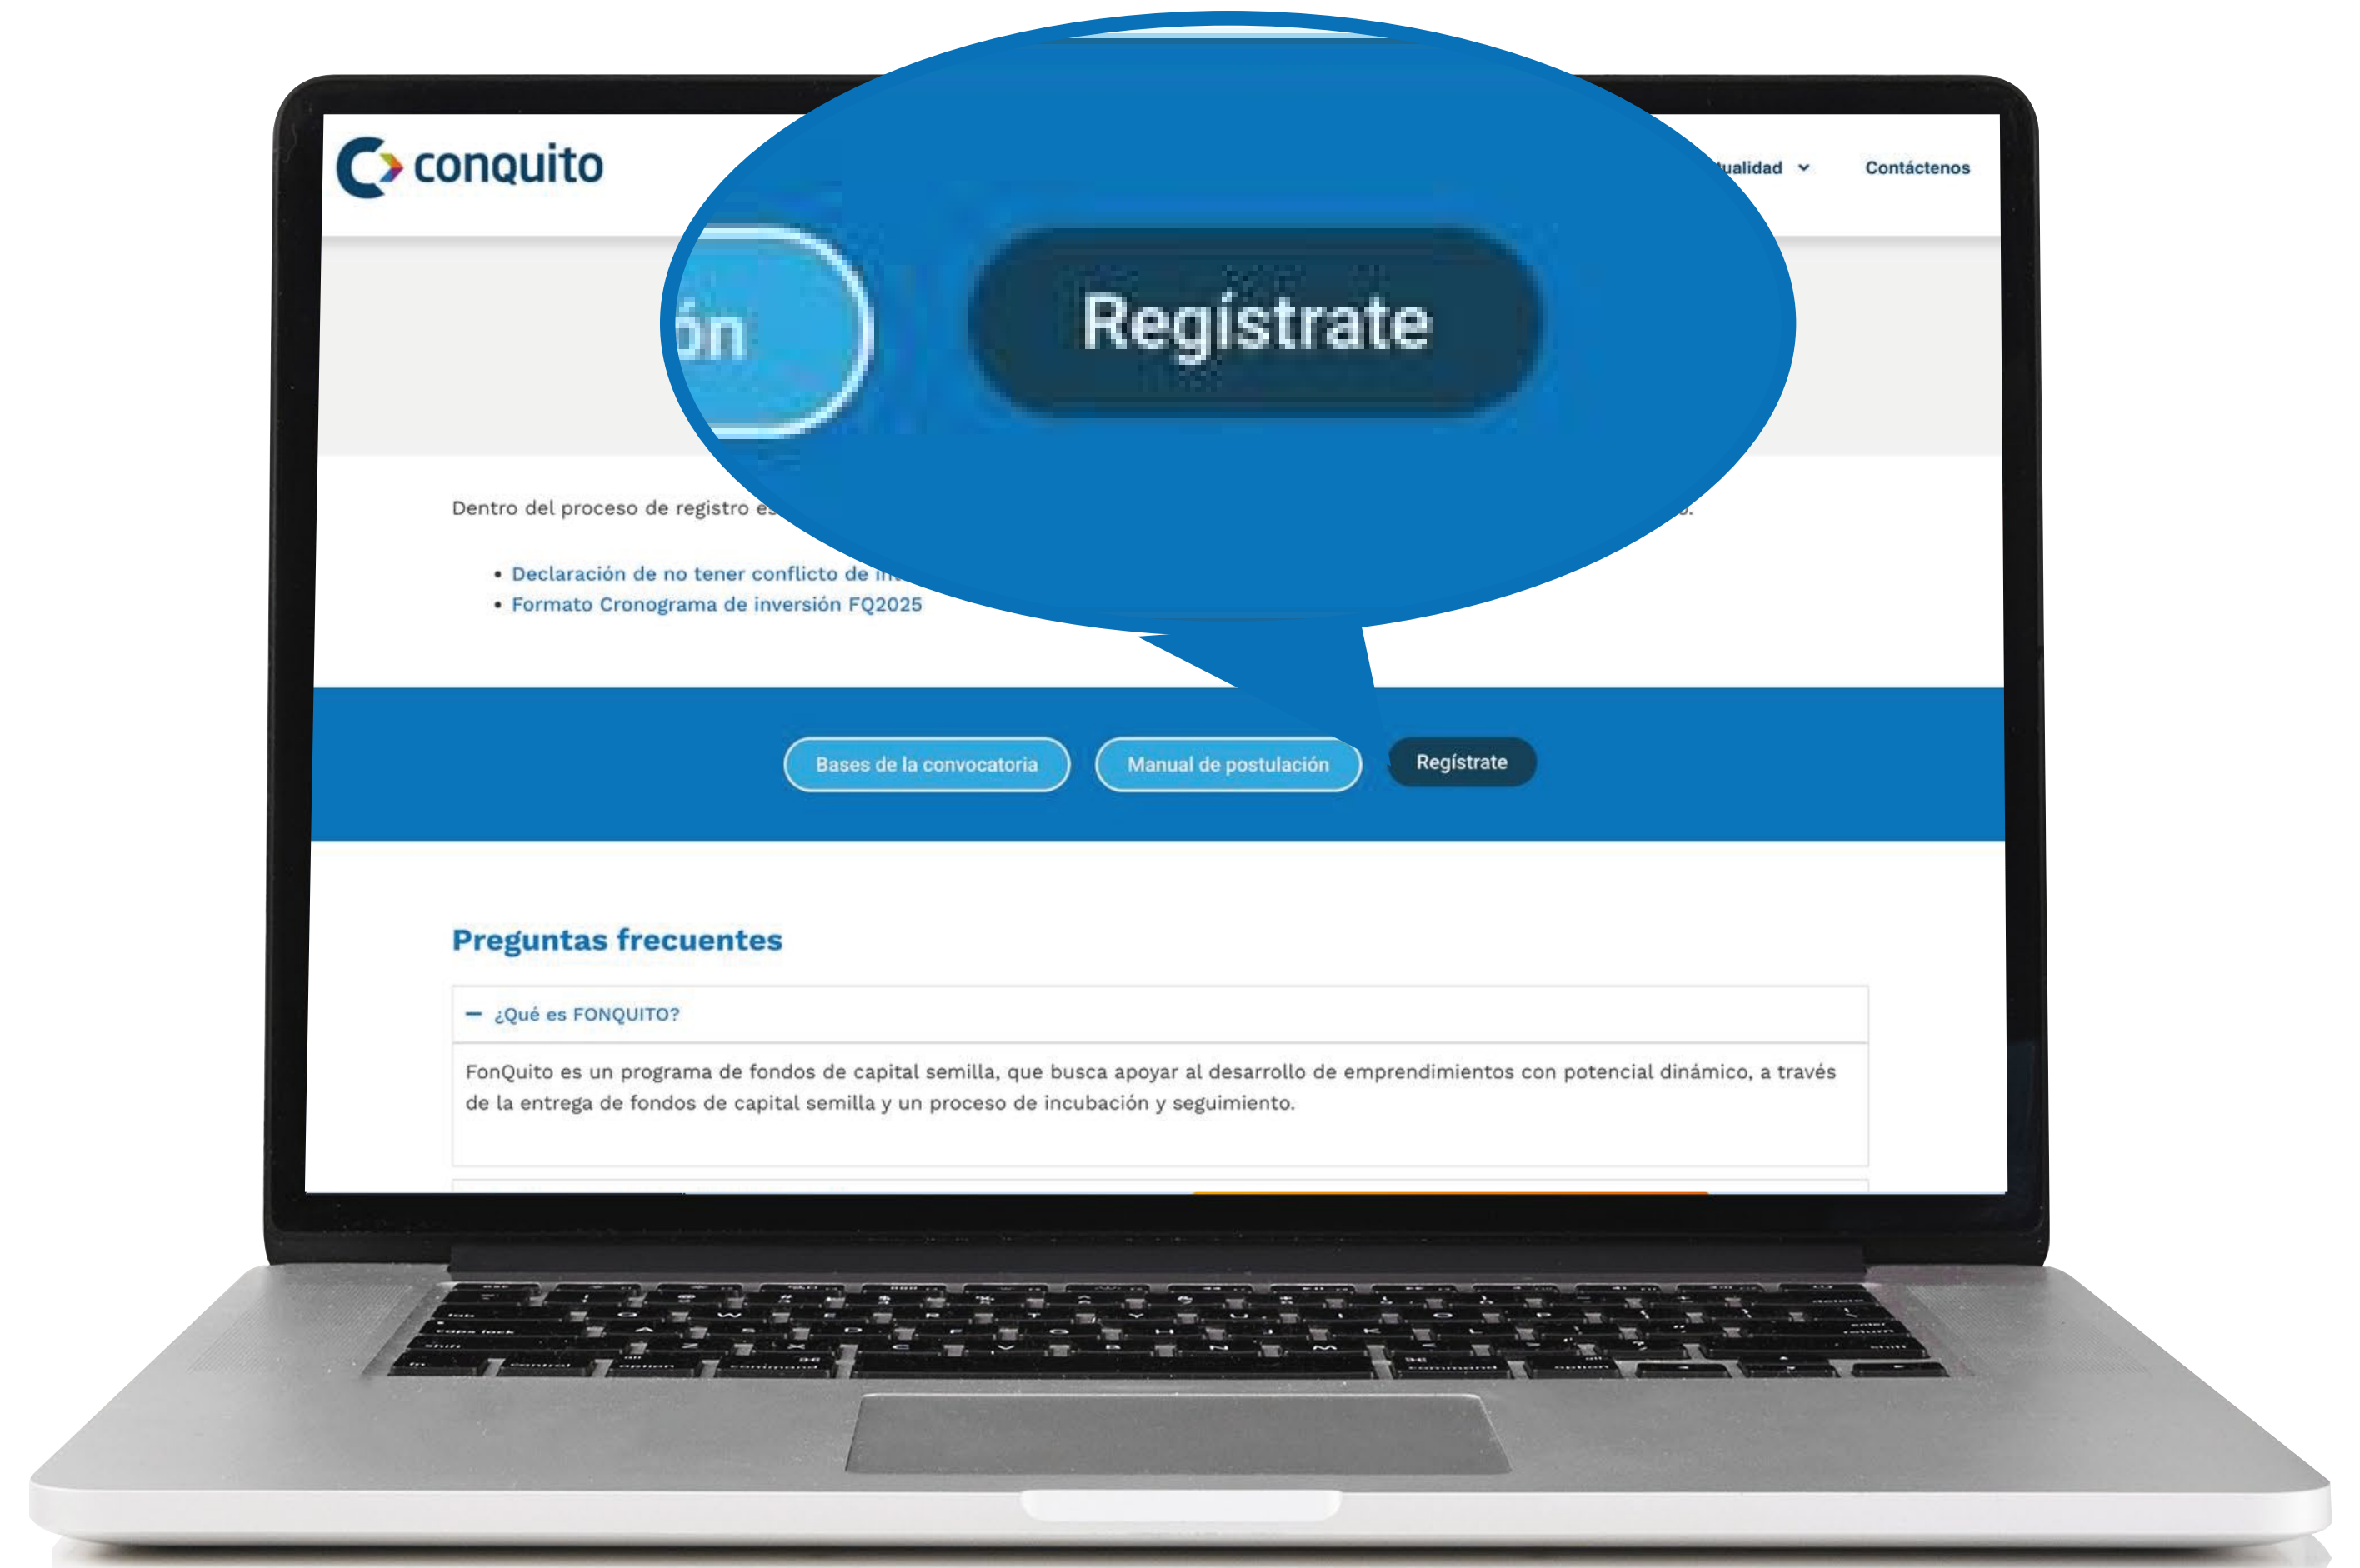 conquito
ualidad
Contáctenos
ón
Regístrate
Dentro del proceso de registro
Declaración de no tener conflicto de
Formato Cronograma de inversión FQ2025
Bases de la convocatoria
Manual de postulación
Regístrate
Preguntas frecuentes
¿Qué es FONQUITO?
FonQuito es un programa de fondos de capital semilla, que busca apoyar al desarrollo de emprendimientos con potencial dinámico, a través
de la entrega de fondos de capital semilla y un proceso de incubación y seguimiento.